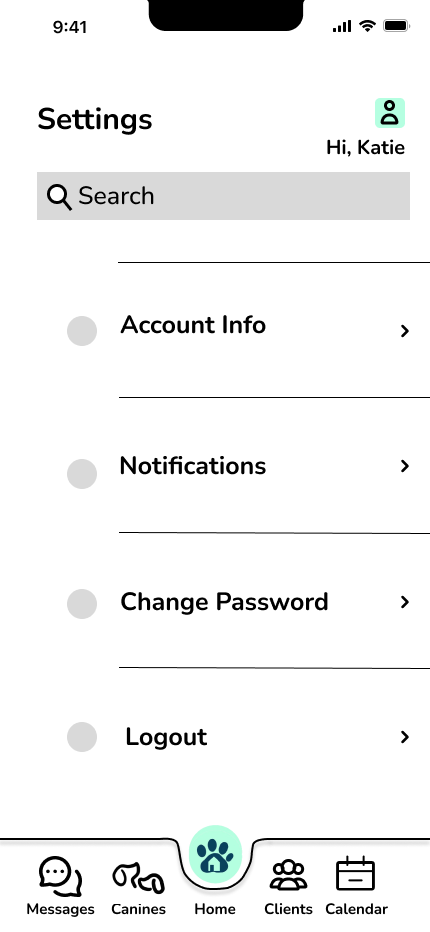 9:41
Settings
Hi, Katie
Search
Account Info
Notifications
Change Password
Logout
Messages
Canines
Home
Clients
Calendar